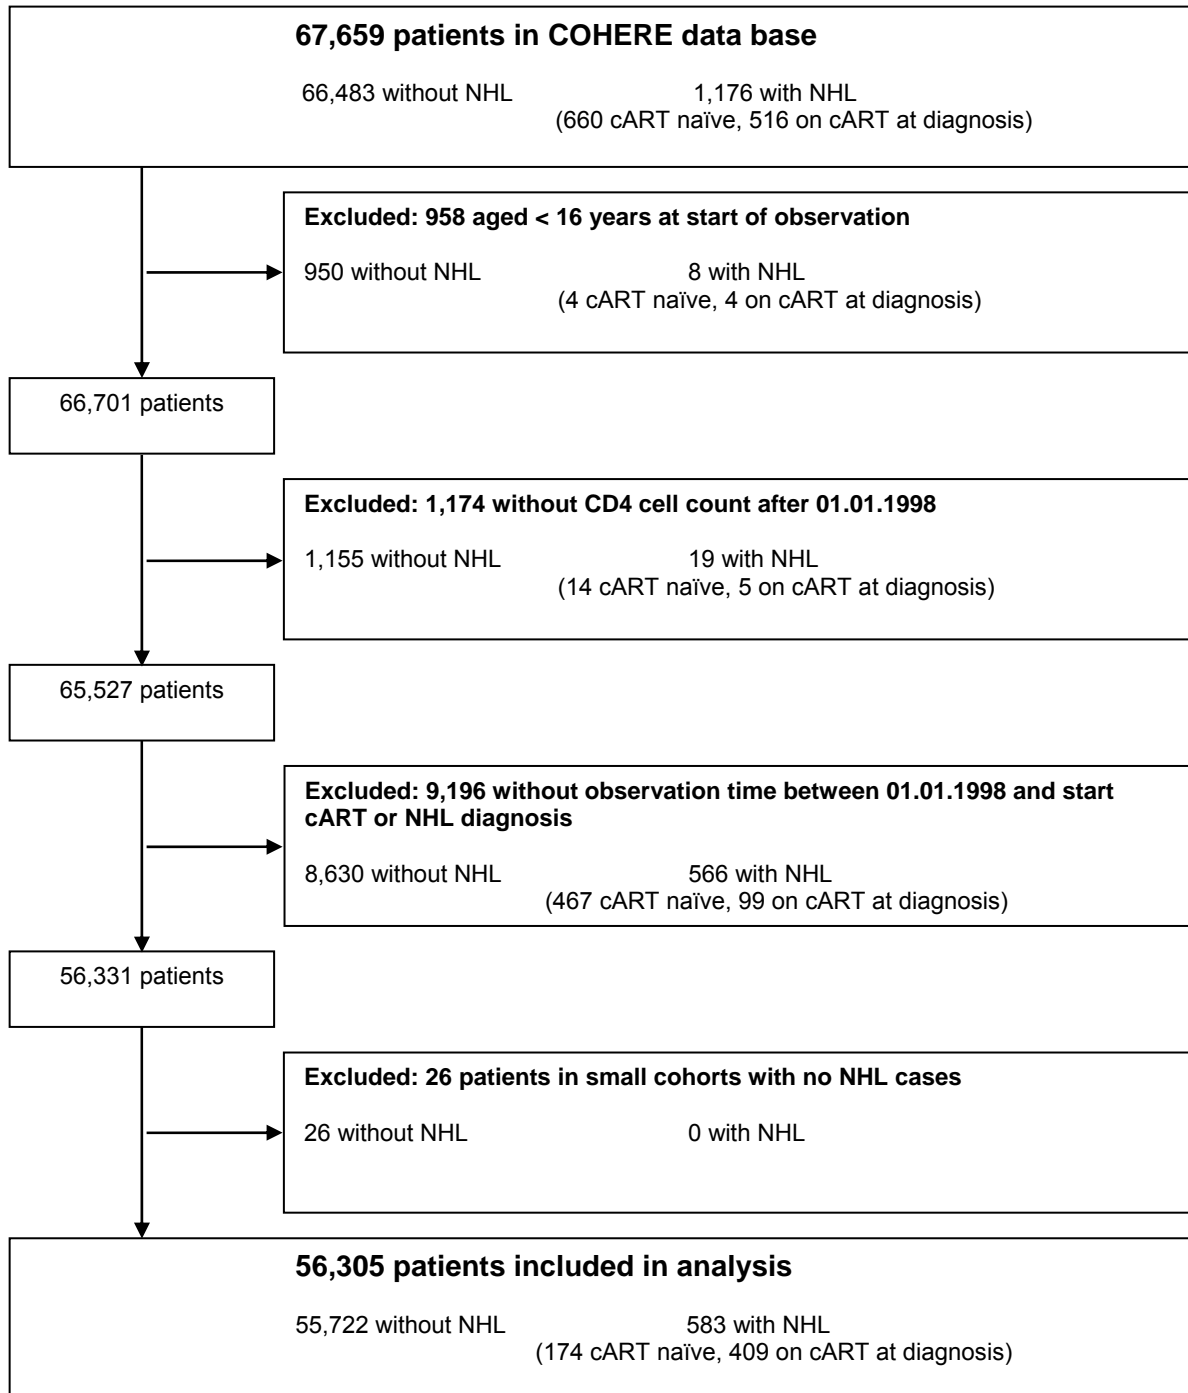 67,659 patients in COHERE data base
66,483 without NHL 1,176 with NHL
(660 cART naïve, 516 on cART at diagnosis)
Excluded: 958 aged < 16 years at start of observation
950 without NHL 8 with NHL
(4 cART naïve, 4 on cART at diagnosis)
66,701 patients
Excluded: 1,174 without CD4 cell count after 01.01.1998
1,155 without NHL 19 with NHL
(14 cART naïve, 5 on cART at diagnosis)
65,527 patients
Excluded: 9,196 without observation time between 01.01.1998 and start
cART or NHL diagnosis
8,630 without NHL 566 with NHL
(467 cART naïve, 99 on cART at diagnosis)
56,331 patients
Excluded: 26 patients in small cohorts with no NHL cases
26 without NHL 0 with NHL
56,305 patients included in analysis
55,722 without NHL 583 with NHL
(174 cART naïve, 409 on cART at diagnosis)